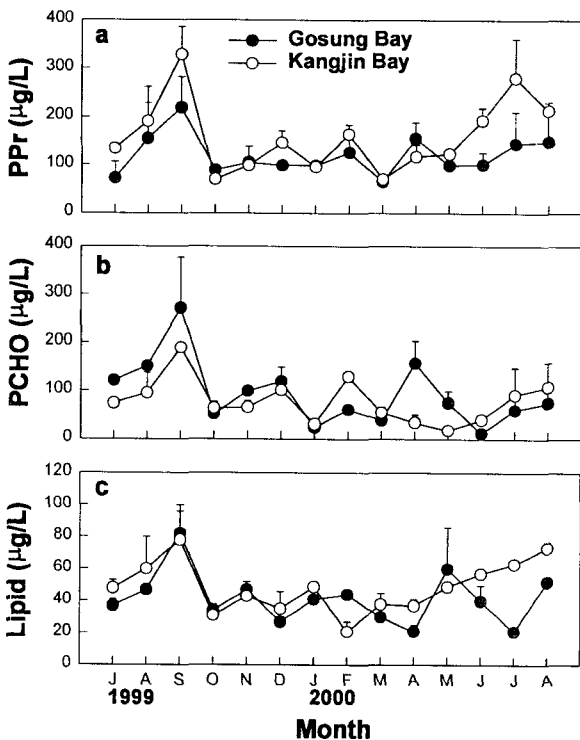 a
Gosung Bay
Kangjin Bay
PPr (µg/L)
400
300
200
100
0
b
PCHO (µg/L)
400
300
200
100
0
c
Lipid (µg/L)
120
100
80
60
40
20
0
J A S O N D J F M A M J J A
1999 2000
Month